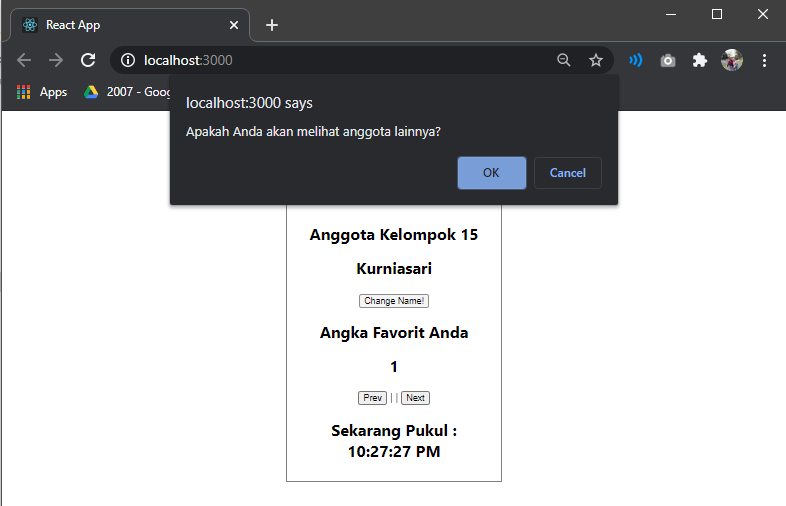 React App
localhost:3000
Apps
2007 - Goog
localhost:3000 says
Apakah Anda akan melihat anggota lainnya?
OK Cancel
Anggota Kelompok 15
Kurniasari
Change Name!
Angka Favorit Anda
1
Prev | | Next
Sekarang Pukul :
10:27:27 PM